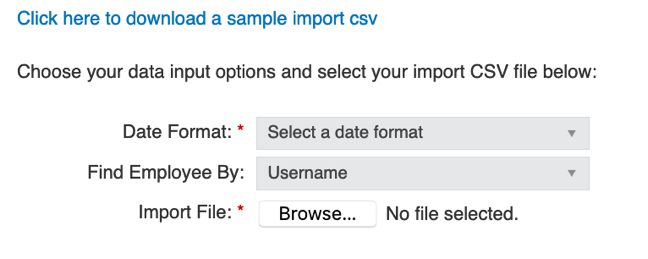 Click here to download a sample import csv
Choose your data input options and select your import CSV file below:
Date Format: * Select a date format
Find Employee By: Username
Import File: * Browse... No file selected.